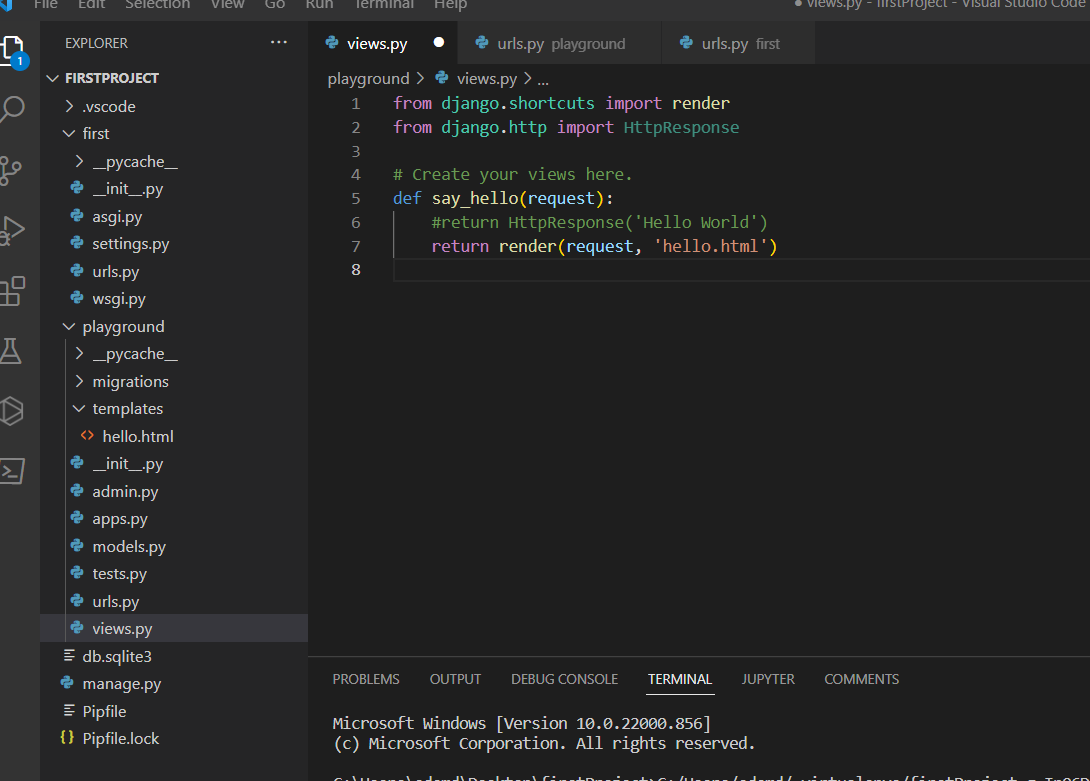 File Edit Selection View Go Run Terminal Help
● views.py - firstProject - Visual Studio Code
1
EXPLORER ...
FIRSTPROJECT
.vscode
first
__pycache__
__init__.py
asgi.py
settings.py
urls.py
wsgi.py
playground
__pycache__
migrations
templates
<> hello.html
__init__.py
admin.py
apps.py
models.py
tests.py
urls.py
views.py
db.sqlite3
manage.py
Pipfile
{} Pipfile.lock
views.py ●
urls.py playground
urls.py first
playground > views.py > ...
1 from django.shortcuts import render
2 from django.http import HttpResponse
3
4 # Create your views here.
5 def say_hello(request):
6 #return HttpResponse('Hello World')
7 return render(request, 'hello.html')
8
PROBLEMS OUTPUT DEBUG CONSOLE TERMINAL JUPYTER COMMENTS
Microsoft Windows [Version 10.0.22000.856]
(c) Microsoft Corporation. All rights reserved.